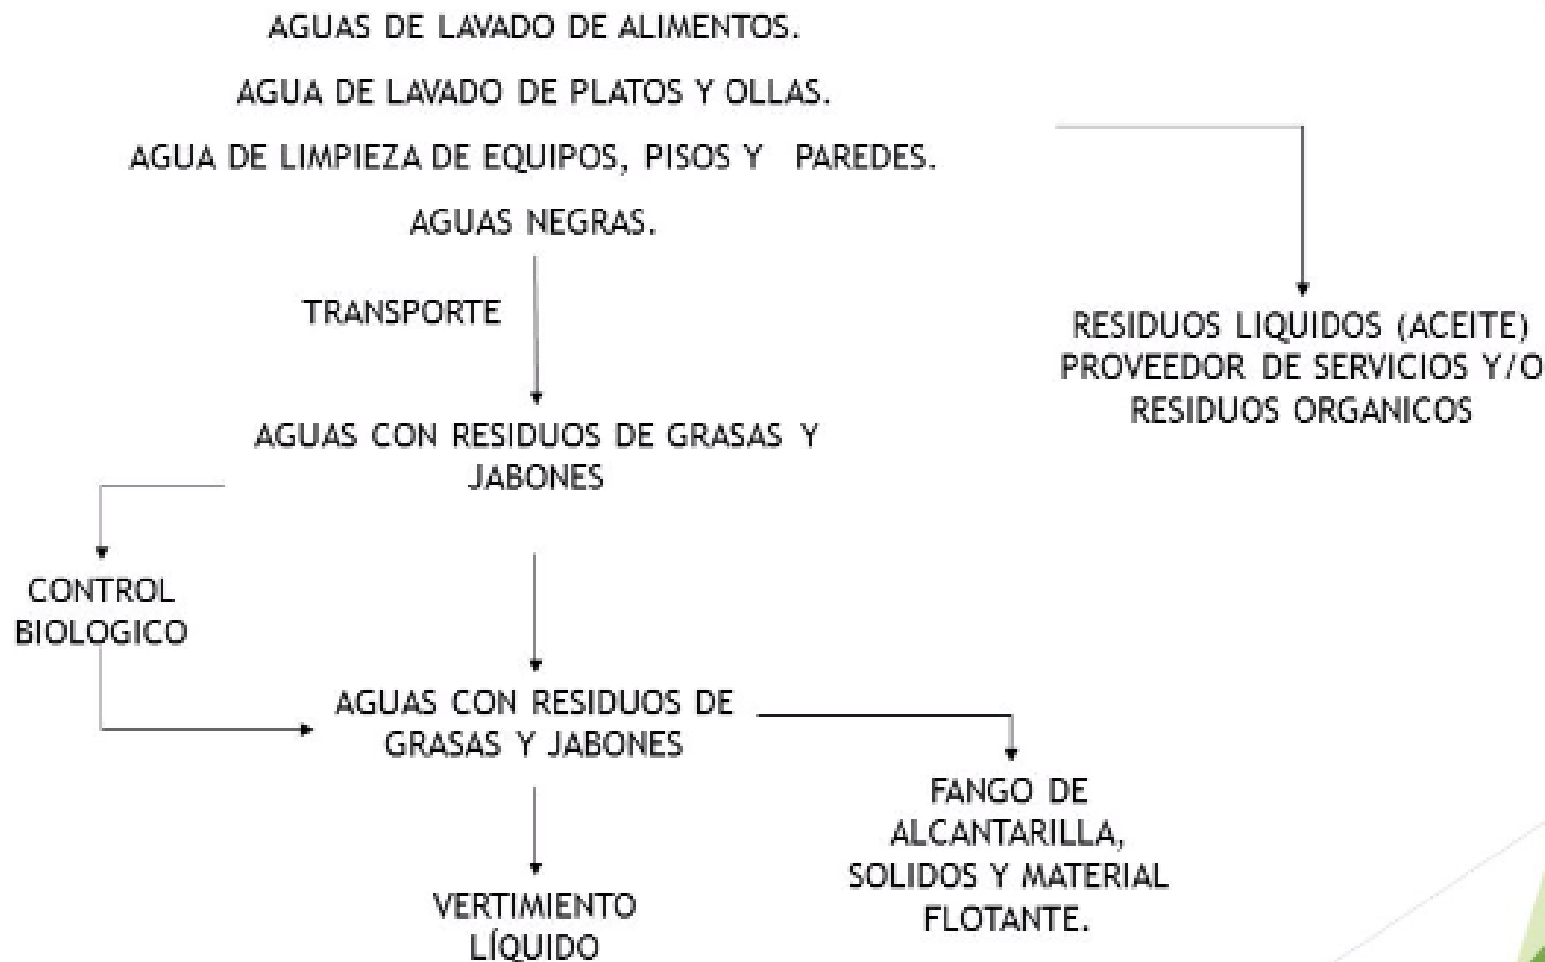 AGUAS DE LAVADO DE ALIMENTOS.
AGUA DE LAVADO DE PLATOS Y OLLAS.
AGUA DE LIMPIEZA DE EQUIPOS, PISOS Y PAREDES.
AGUAS NEGRAS.
TRANSPORTE
RESIDUOS LIQUIDOS (ACEITE)
PROVEEDOR DE SERVICIOS Y/O
RESIDUOS ORGANICOS
AGUAS CON RESIDUOS DE GRASAS Y
JABONES
CONTROL
BIOLOGICO
AGUAS CON RESIDUOS DE
GRASAS Y JABONES
FANGO DE
ALCANTARILLA,
SOLIDOS Y MATERIAL
FLOTANTE.
VERTIMIENTO
LÍQUIDO